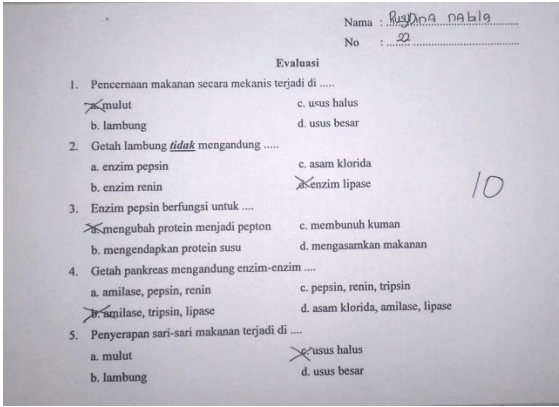 Nama : Rusydina nabila
No : 22
Evaluasi
1. Pencernaan makanan secara mekanis terjadi di .....
a. mulut c. usus halus
b. lambung d. usus besar
2. Getah lambung tidak mengandung .....
a. enzim pepsin c. asam klorida
b. enzim renin d. enzim lipase
10
3. Enzim pepsin berfungsi untuk ....
a. mengubah protein menjadi pepton c. membunuh kuman
b. mengendapkan protein susu d. mengasamkan makanan
4. Getah pankreas mengandung enzim-enzim ....
a. amilase, pepsin, renin c. pepsin, renin, tripsin
b. amilase, tripsin, lipase d. asam klorida, amilase, lipase
5. Penyerapan sari-sari makanan terjadi di ....
a. mulut c. usus halus
b. lambung d. usus besar